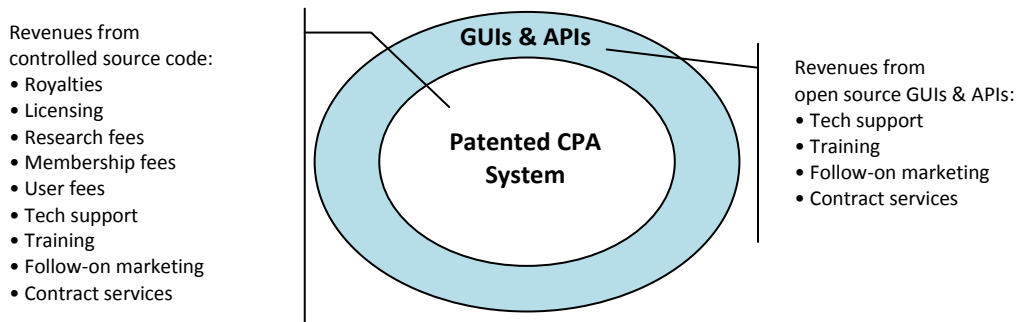 Revenues from
controlled source code:
• Royalties
• Licensing
• Research fees
• Membership fees
• User fees
• Tech support
• Training
• Follow-on marketing
• Contract services
GUIs & APIs
Patented CPA
System
Revenues from
open source GUIs & APIs:
• Tech support
• Training
• Follow-on marketing
• Contract services